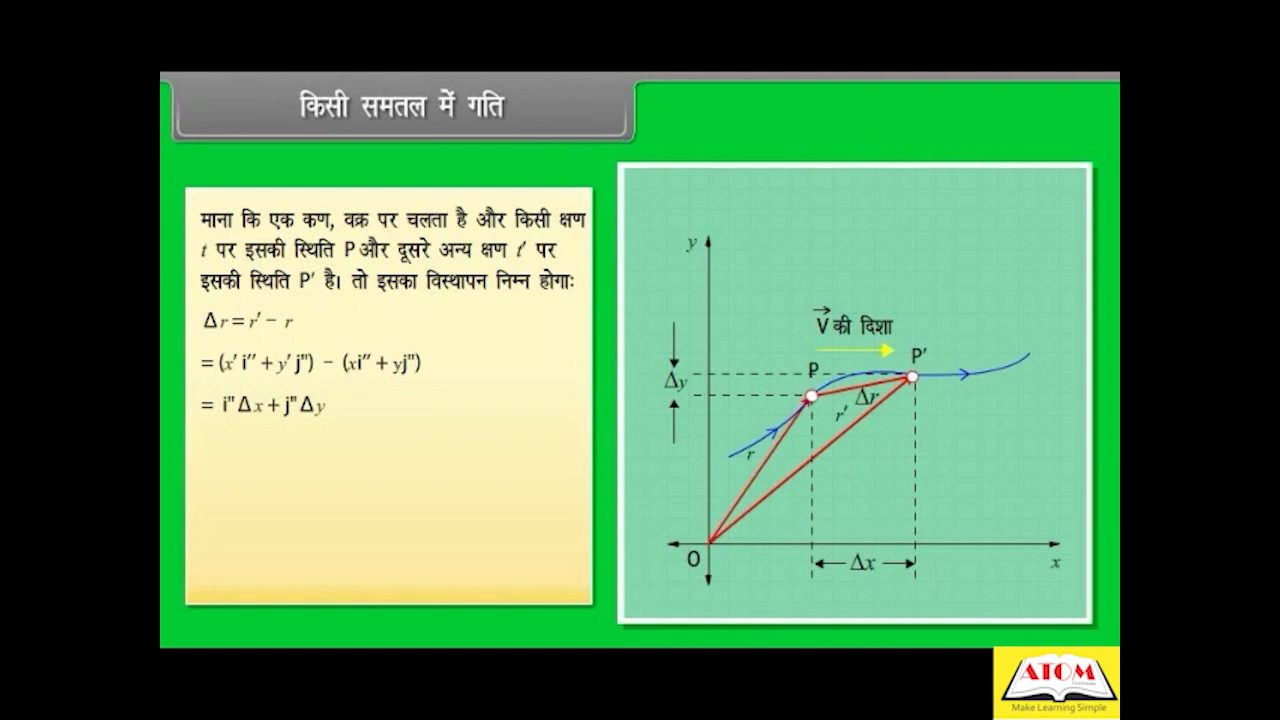 किसी समतल में गति
माना कि एक कण, वक्र पर चलता है और किसी क्षण
t पर इसकी स्थिति P और दूसरे अन्य क्षण t′ पर
इसकी स्थिति P′ है। तो इसका विस्थापन निम्न होगाः
Δr = r′ − r
= (x′ i″ + y′ j″) − (xi″ + yj″)
= i″Δx + j″Δy
y
V⃗ की दिशा
P
P′
Δy
Δr
r′
r
O
Δx
x
ATOM
Make Learning Simple